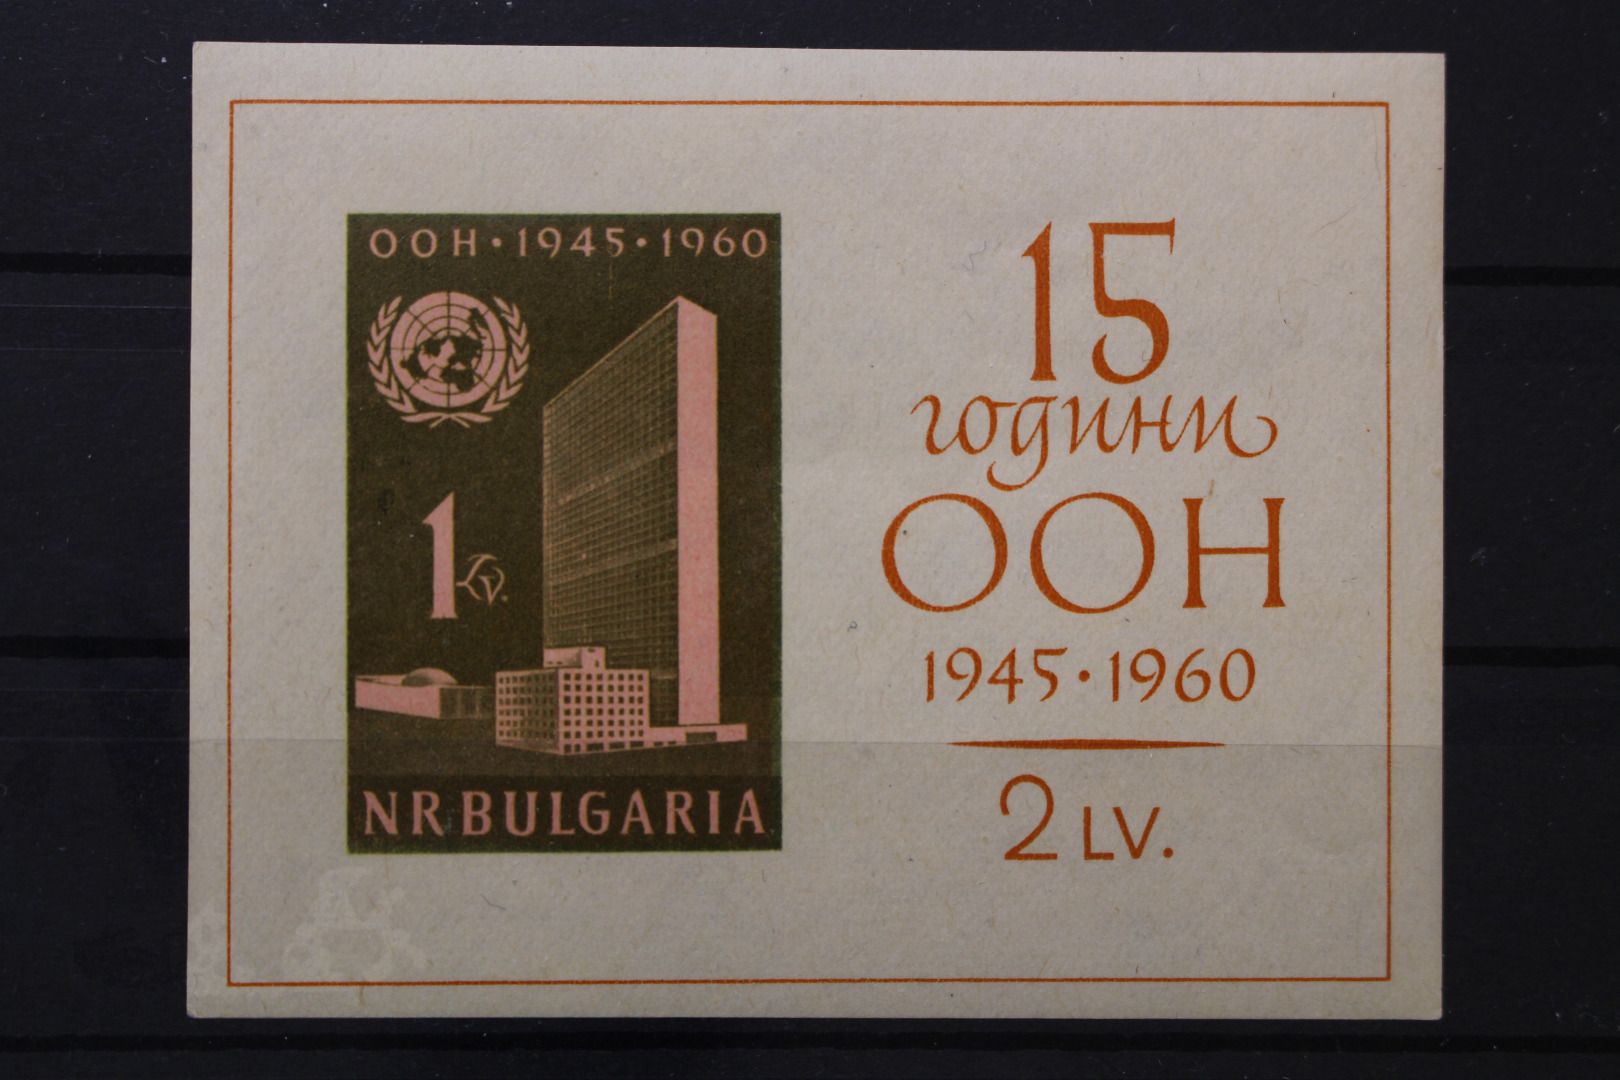 ООН · 1945 · 1960
1 Lv.
NR BULGARIA
15
години
ООН
1945 · 1960
2 LV.